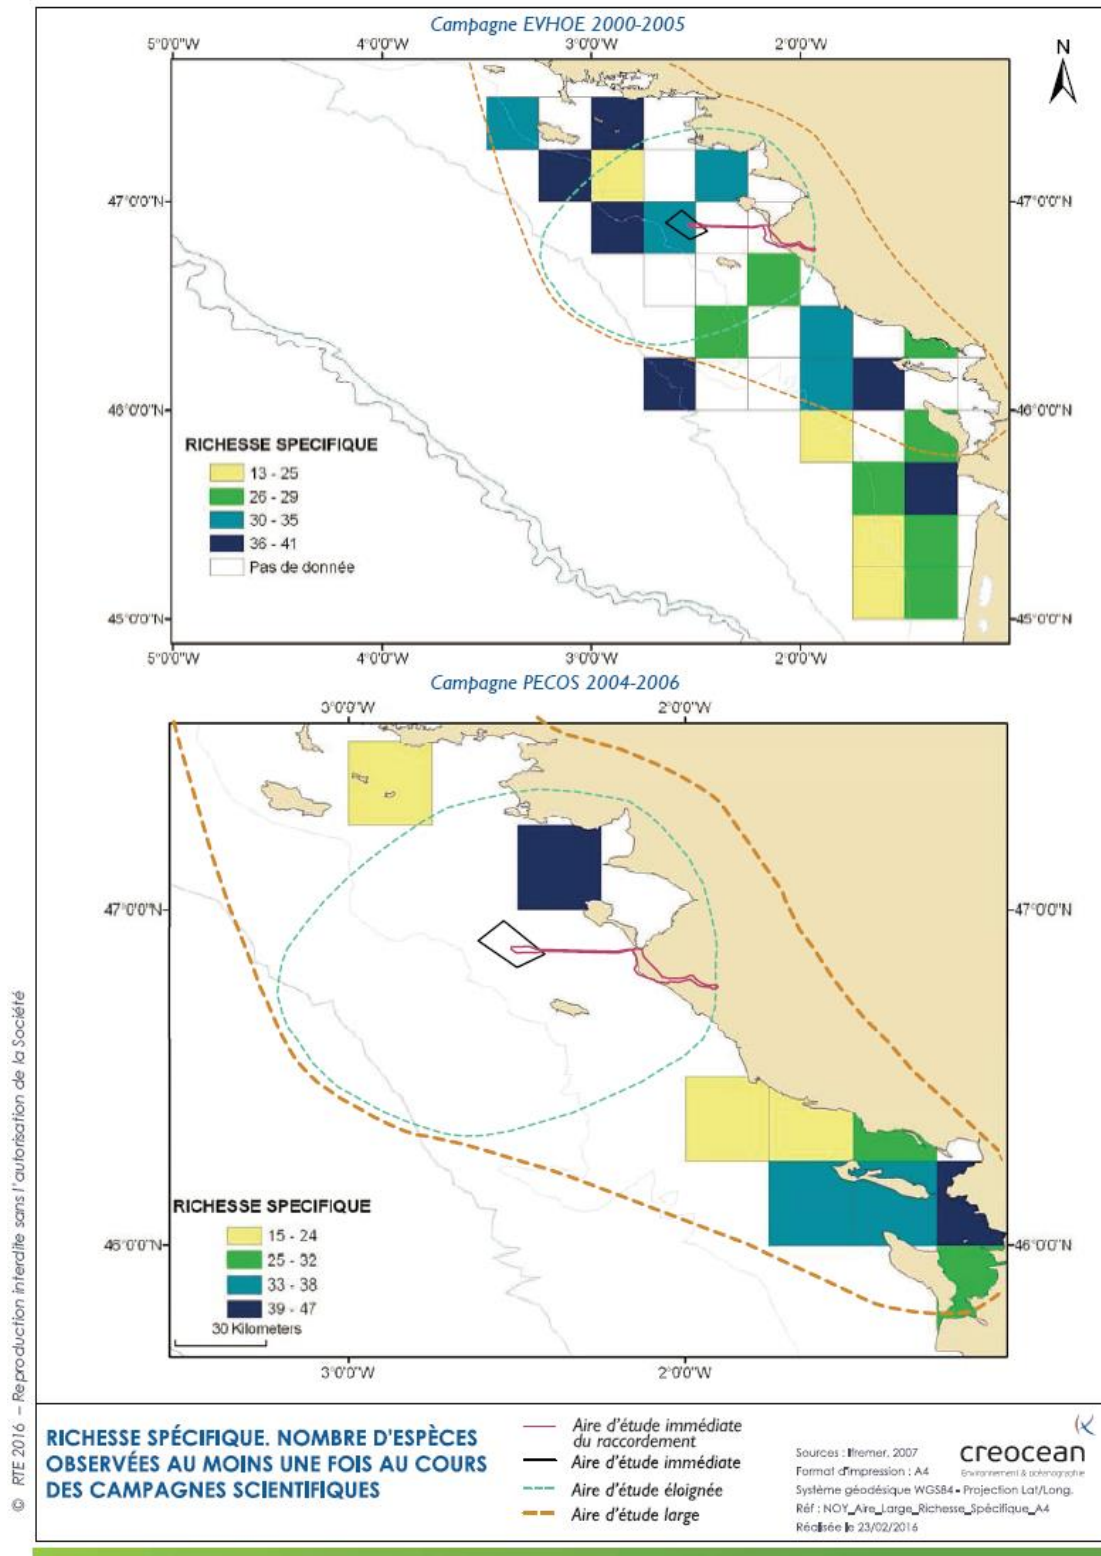 Campagne EVHOE 2000-2005
5°0'0"W 4°0'0"W 3°0'0"W 2°0'0"W
N
47°0'0"N 47°0'0"N
46°0'0"N 46°0'0"N
RICHESSE SPECIFIQUE
13 - 25
26 - 29
30 - 35
36 - 41
Pas de donnée
45°0'0"N 45°0'0"N
5°0'0"W 4°0'0"W 3°0'0"W 2°0'0"W
Campagne PECOS 2004-2006
3°0'0"W 2°0'0"W
47°0'0"N 47°0'0"N
RICHESSE SPECIFIQUE
15 - 24
25 - 32
33 - 38
39 - 47
46°0'0"N 46°0'0"N
30 Kilometers
3°0'0"W 2°0'0"W
© RTE 2016 – Reproduction interdite sans l'autorisation de la Société
RICHESSE SPÉCIFIQUE. NOMBRE D'ESPÈCES
OBSERVÉES AU MOINS UNE FOIS AU COURS
DES CAMPAGNES SCIENTIFIQUES
Aire d'étude immédiate
du raccordement
Aire d'étude immédiate
Aire d'étude éloignée
Aire d'étude large
Sources : Ifremer, 2007
Format d'impression : A4
Système géodésique WGS84 - Projection Lat/Long.
Réf : NOY_Aire_Large_Richesse_Spécifique_A4
Réalisée le 23/02/2016
creocean
Environnement & océanographie